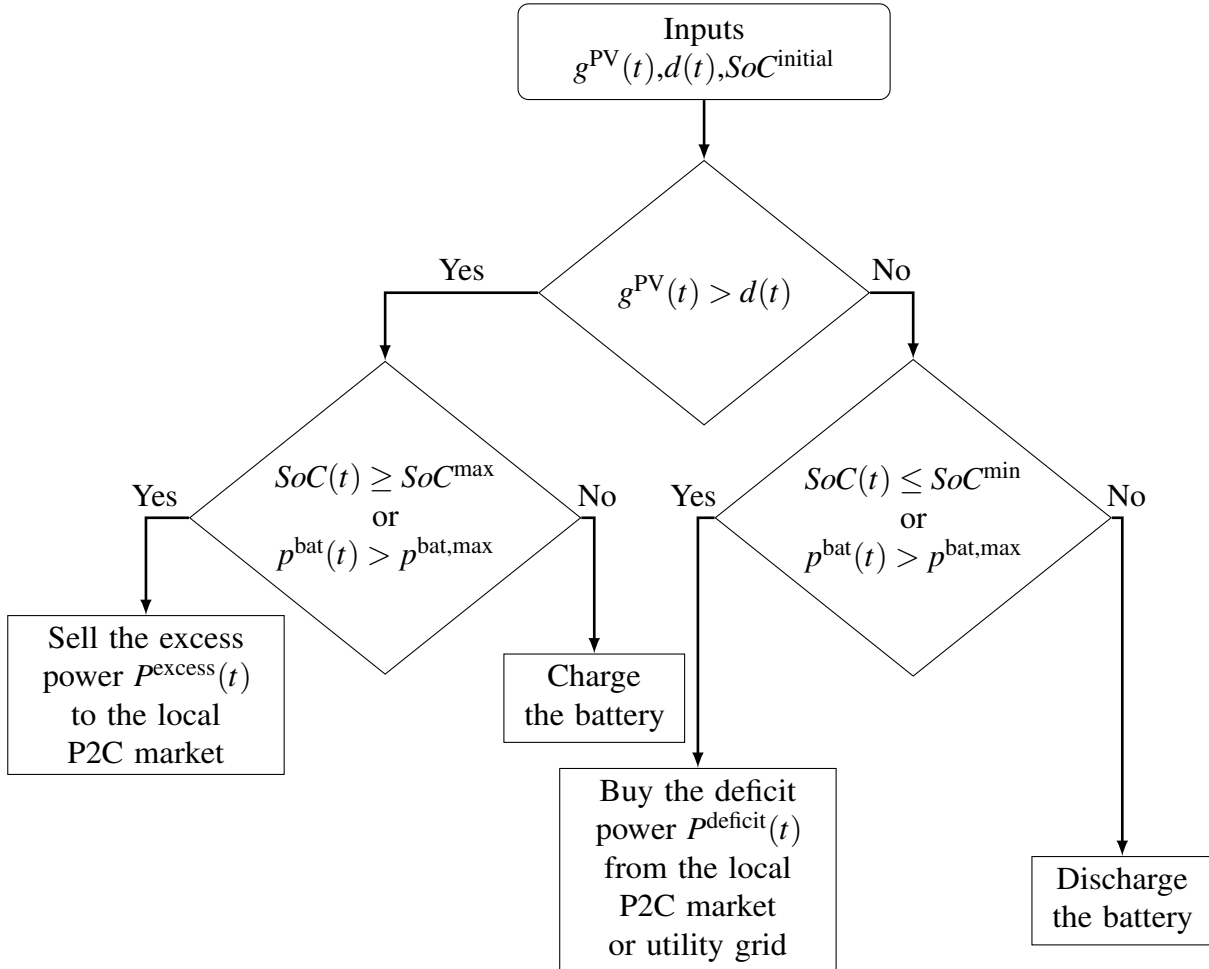 Inputs
g^PV(t),d(t),SoC^initial
Yes
No
g^PV(t) > d(t)
Yes
SoC(t) ≥ SoC^max
or
p^bat(t) > p^bat,max
No
Yes
SoC(t) ≤ SoC^min
or
p^bat(t) > p^bat,max
No
Sell the excess
power P^excess(t)
to the local
P2C market
Charge
the battery
Buy the deficit
power P^deficit(t)
from the local
P2C market
or utility grid
Discharge
the battery